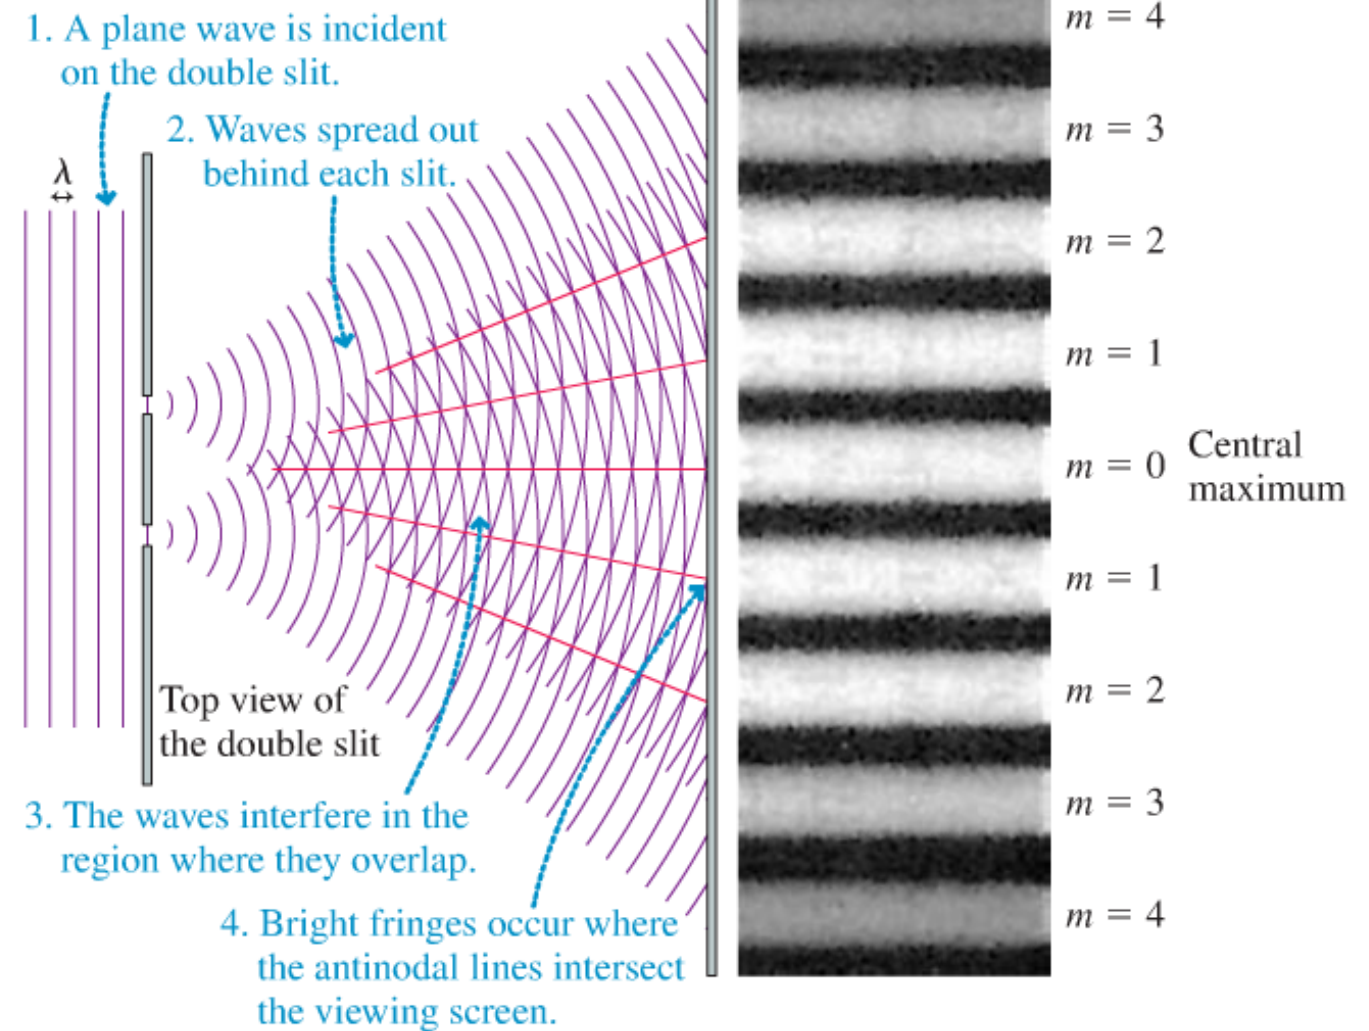 1. A plane wave is incident
on the double slit.
2. Waves spread out
behind each slit.
λ
Top view of
the double slit
3. The waves interfere in the
region where they overlap.
4. Bright fringes occur where
the antinodal lines intersect
the viewing screen.
m = 4
m = 3
m = 2
m = 1
m = 0
Central
maximum
m = 1
m = 2
m = 3
m = 4